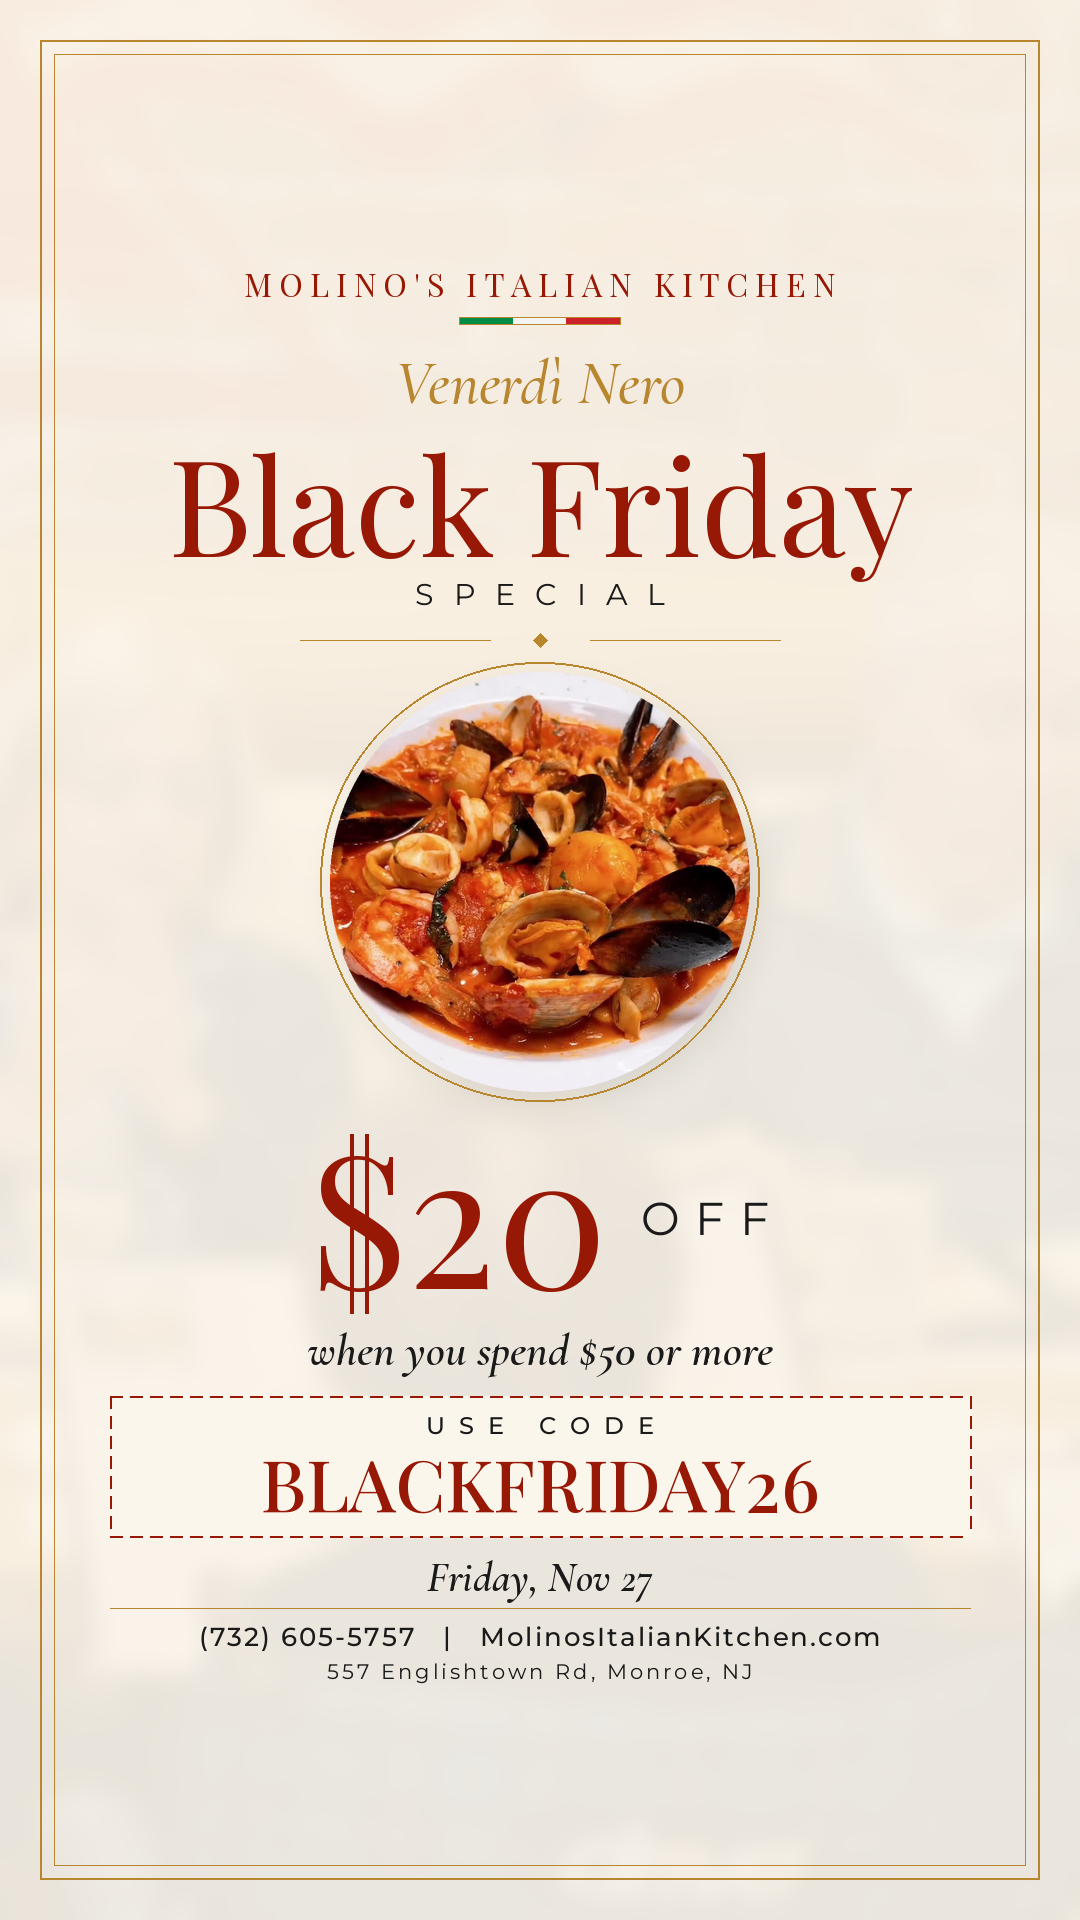 MOLINO'S ITALIAN KITCHEN
Venerdì Nero
Black Friday
SPECIAL
$20 OFF
when you spend $50 or more
USE CODE
BLACKFRIDAY26
Friday, Nov 27
(732) 605-5757 | MolinosItalianKitchen.com
557 Englishtown Rd, Monroe, NJ